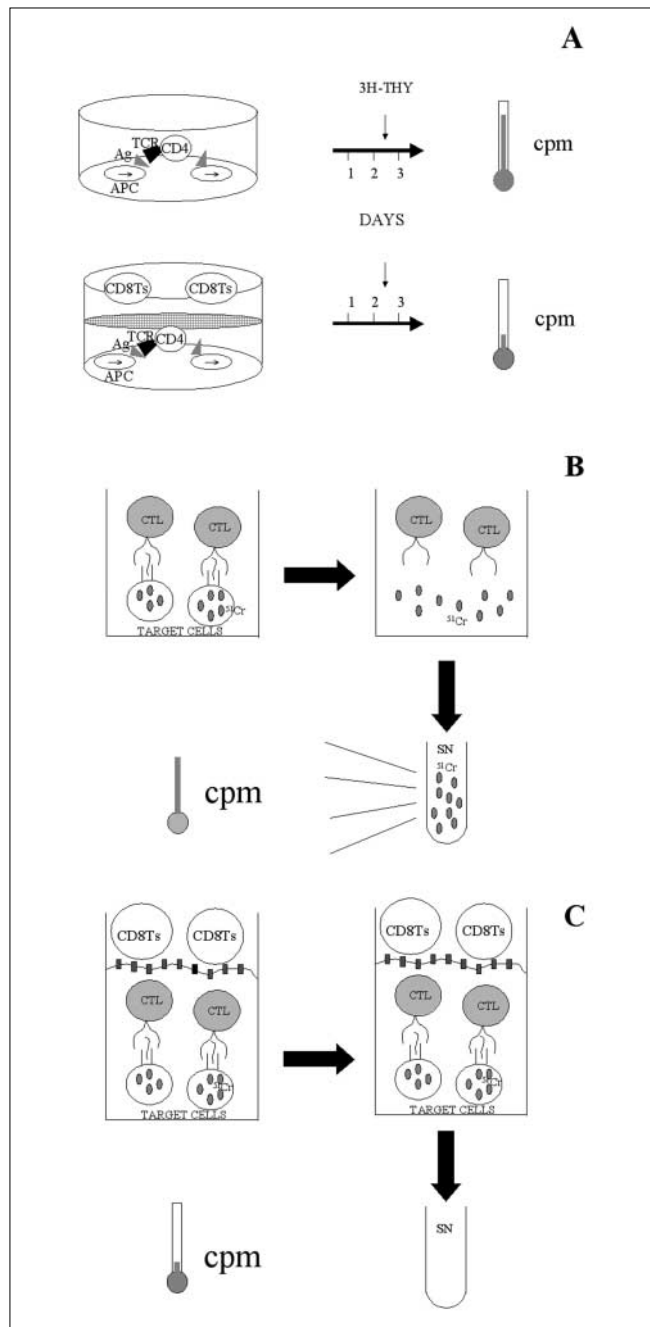 A
3H-THY
TCR
CD4
Ag
APC
1 2 3
cpm
DAYS
CD8Ts CD8Ts
TCR
CD4
Ag
APC
1 2 3
cpm
B
CTL CTL
⁵¹Cr
TARGET CELLS
CTL CTL
⁵¹Cr
SN
⁵¹Cr
cpm
C
CD8Ts CD8Ts
CTL CTL
⁵¹Cr
TARGET CELLS
CD8Ts CD8Ts
CTL CTL
⁵¹Cr
TARGET CELLS
SN
cpm